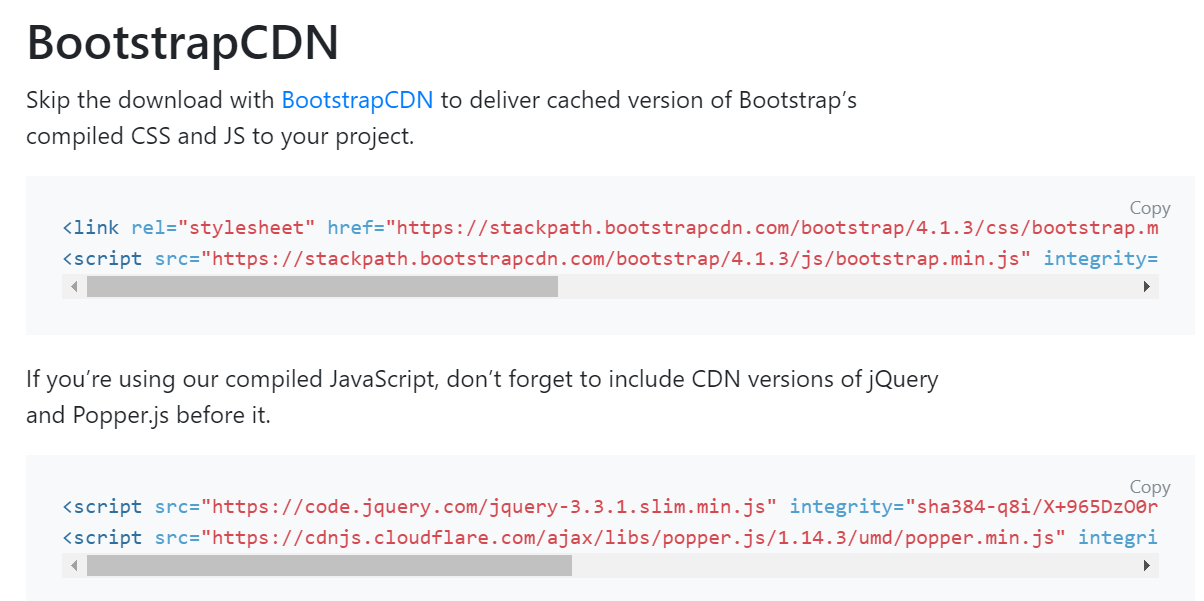 BootstrapCDN
Skip the download with BootstrapCDN to deliver cached version of Bootstrap’s
compiled CSS and JS to your project.
Copy
<link rel="stylesheet" href="https://stackpath.bootstrapcdn.com/bootstrap/4.1.3/css/bootstrap.m
<script src="https://stackpath.bootstrapcdn.com/bootstrap/4.1.3/js/bootstrap.min.js" integrity=
If you’re using our compiled JavaScript, don’t forget to include CDN versions of jQuery
and Popper.js before it.
Copy
<script src="https://code.jquery.com/jquery-3.3.1.slim.min.js" integrity="sha384-q8i/X+965DzO0r
<script src="https://cdnjs.cloudflare.com/ajax/libs/popper.js/1.14.3/umd/popper.min.js" integri